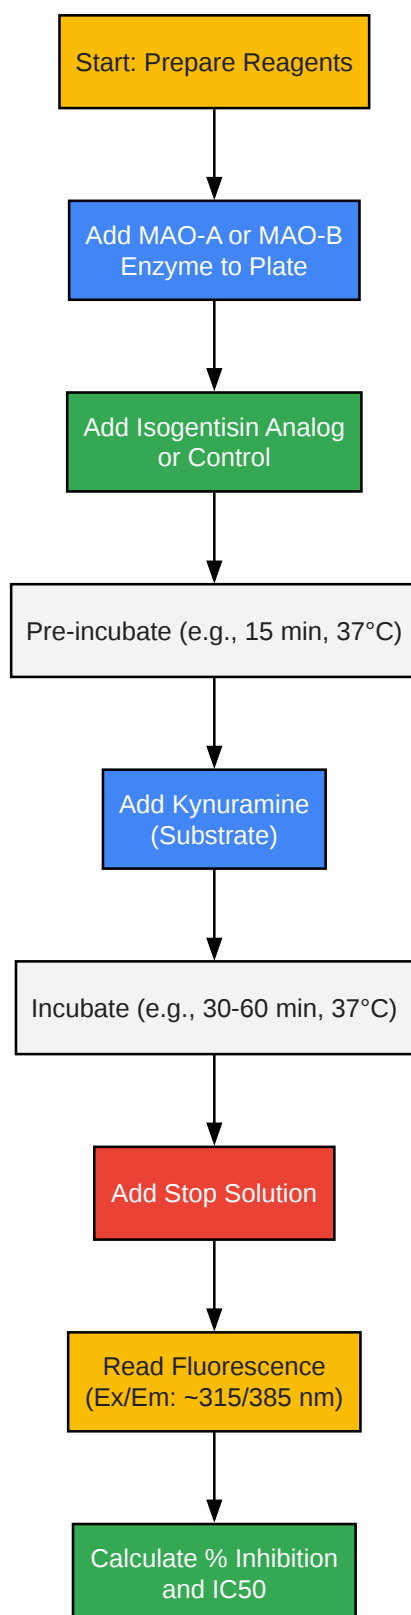 Start: Prepare Reagents
Add MAO-A or MAO-B
Enzyme to Plate
Add Isogentisin Analog
or Control
Pre-incubate (e.g., 15 min, 37°C)
Add Kynuramine
(Substrate)
Incubate (e.g., 30-60 min, 37°C)
Add Stop Solution
Read Fluorescence
(Ex/Em: ~315/385 nm)
Calculate % Inhibition
and IC50